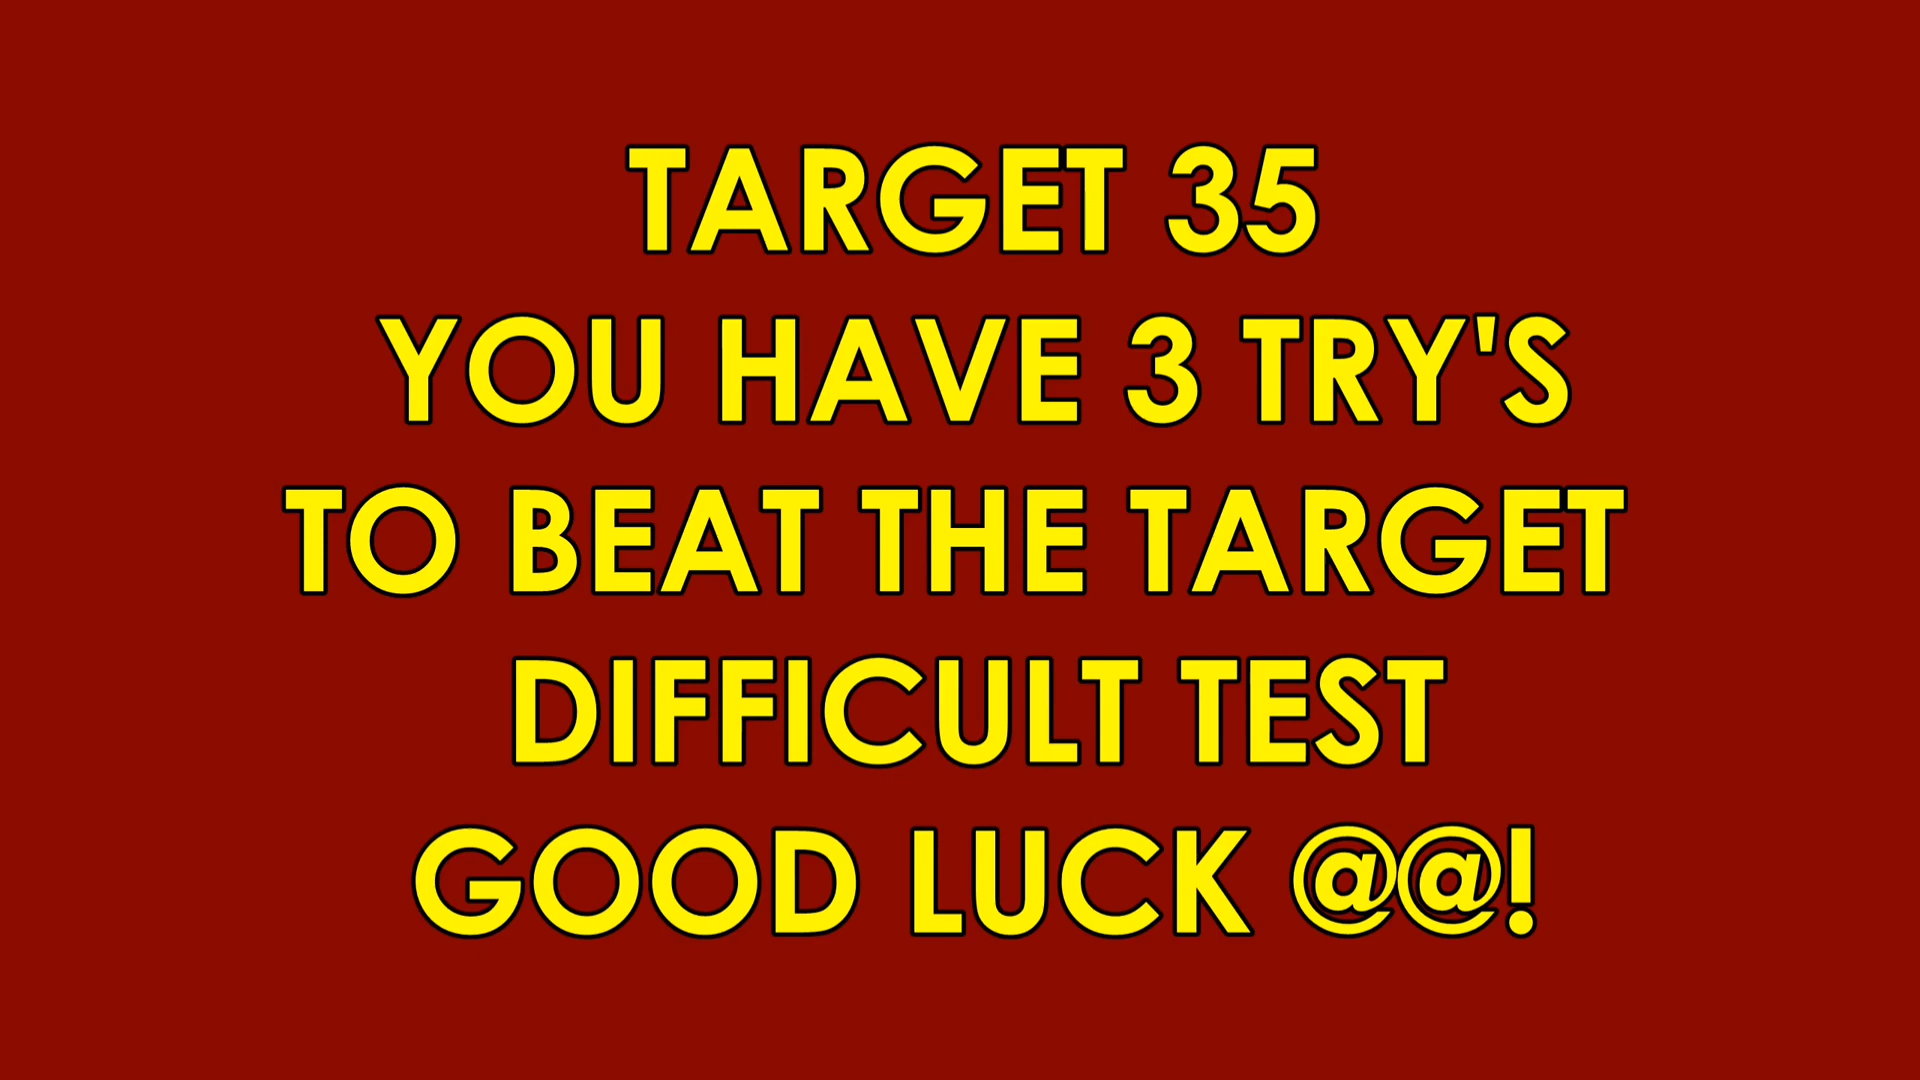 TARGET 35
YOU HAVE 3 TRY'S
TO BEAT THE TARGET
DIFFICULT TEST
GOOD LUCK @@!